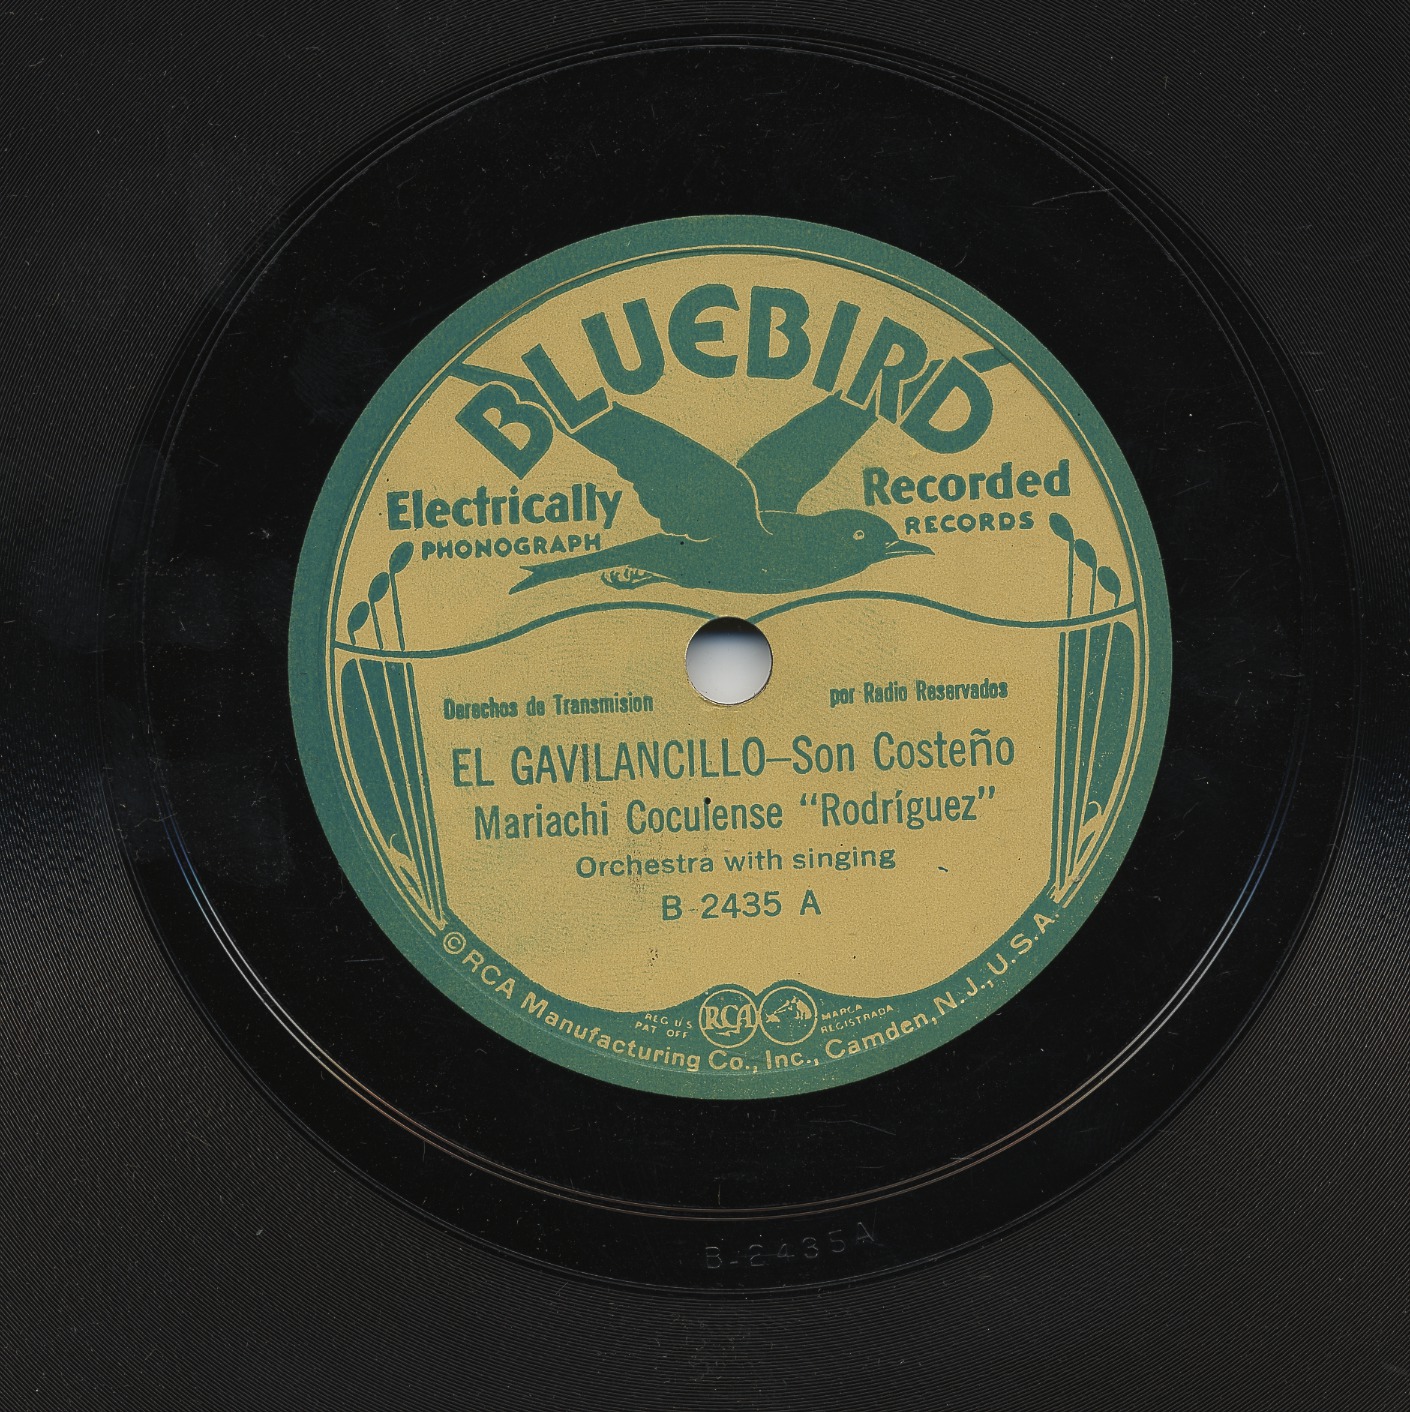 BLUEBIRD
Electrically Recorded
PHONOGRAPH RECORDS
Derechos de Transmision por Radio Reservados
EL GAVILANCILLO—Son Costeño
Mariachi Coculense “Rodríguez”
Orchestra with singing
B-2435 A
REG U S MARCA
PAT OFF REGISTRADA
RCA
©RCA Manufacturing Co., Inc., Camden, N.J., U.S.A.
B-2435A